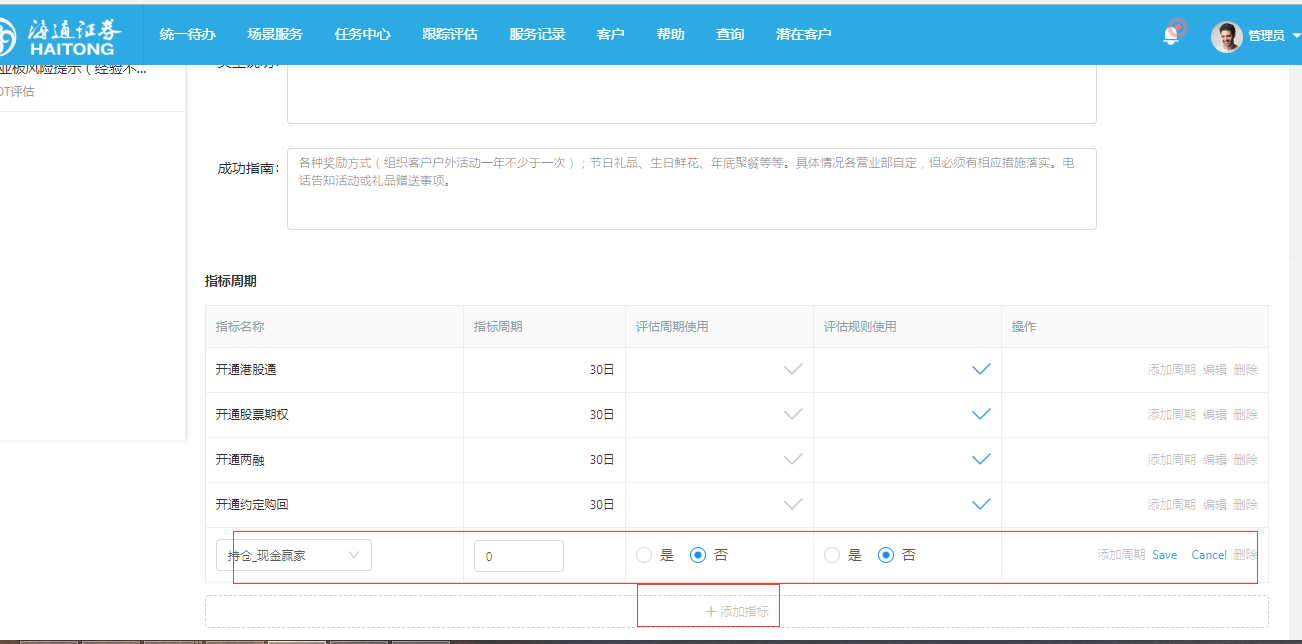 海通证券
HAITONG
统一待办 场景服务 任务中心 跟踪评估 服务记录 客户 帮助 查询 潜在客户
管理员
业板风险提示（经验不...
OT评估
成功指南：
各种奖励方式（组织客户户外活动一年不少于一次）；节日礼品、生日鲜花、年底聚餐等等。具体情况各营业部自定，但必须有相应措施落实。电
话告知活动或礼品赠送事项。
指标周期
指标名称 指标周期 评估周期使用 评估规则使用 操作
开通港股通 30日 添加周期 编辑 删除
开通股票期权 30日 添加周期 编辑 删除
开通两融 30日 添加周期 编辑 删除
开通约定购回 30日 添加周期 编辑 删除
持仓_现金赢家 0 是 否 是 否 添加周期 Save Cancel 删除
+ 添加指标